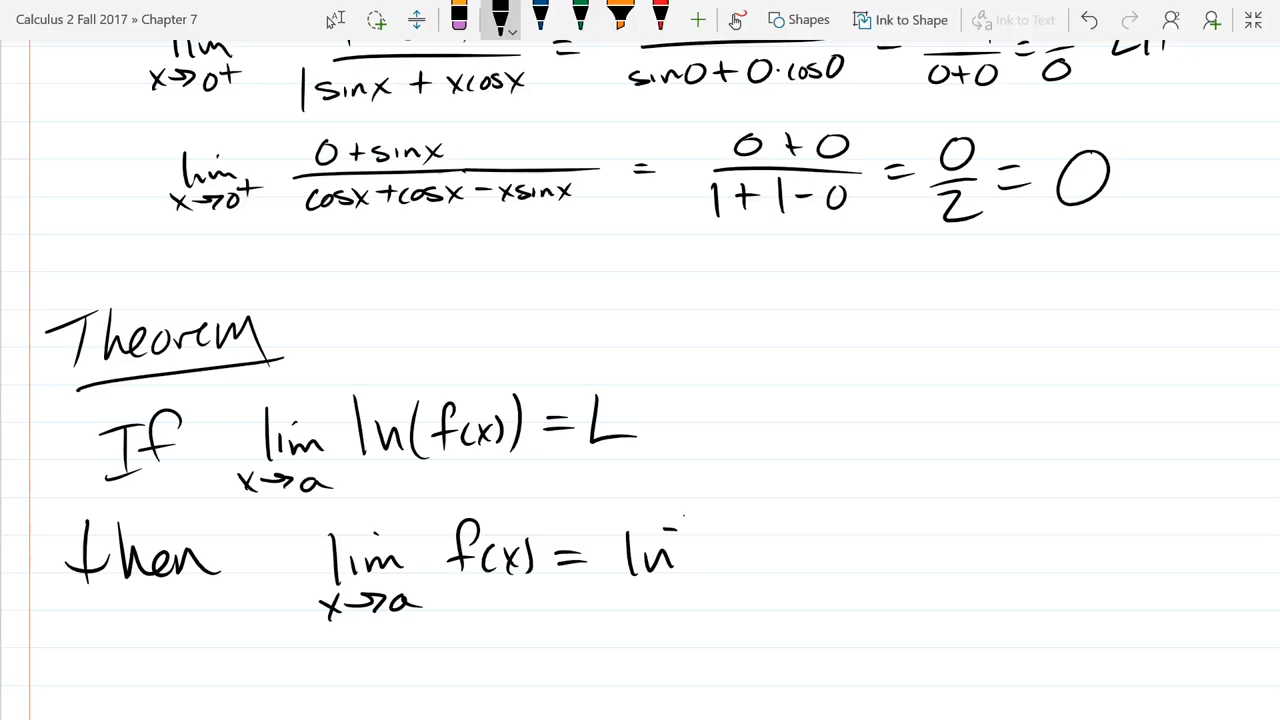 Calculus 2 Fall 2017 » Chapter 7
Shapes
Ink to Shape
Ink to Text
lim x→0⁺ / 1sinx + xcosx = / sin0 + 0·cos0 = / 0+0 = / 0
lim x→0⁺ (0 + sinx)/(cosx + cosx − xsinx) = (0 + 0)/(1 + 1 − 0) = 0/2 = 0
Theorem
If lim x→a ln(f(x)) = L
then lim x→a f(x) = ln⁻